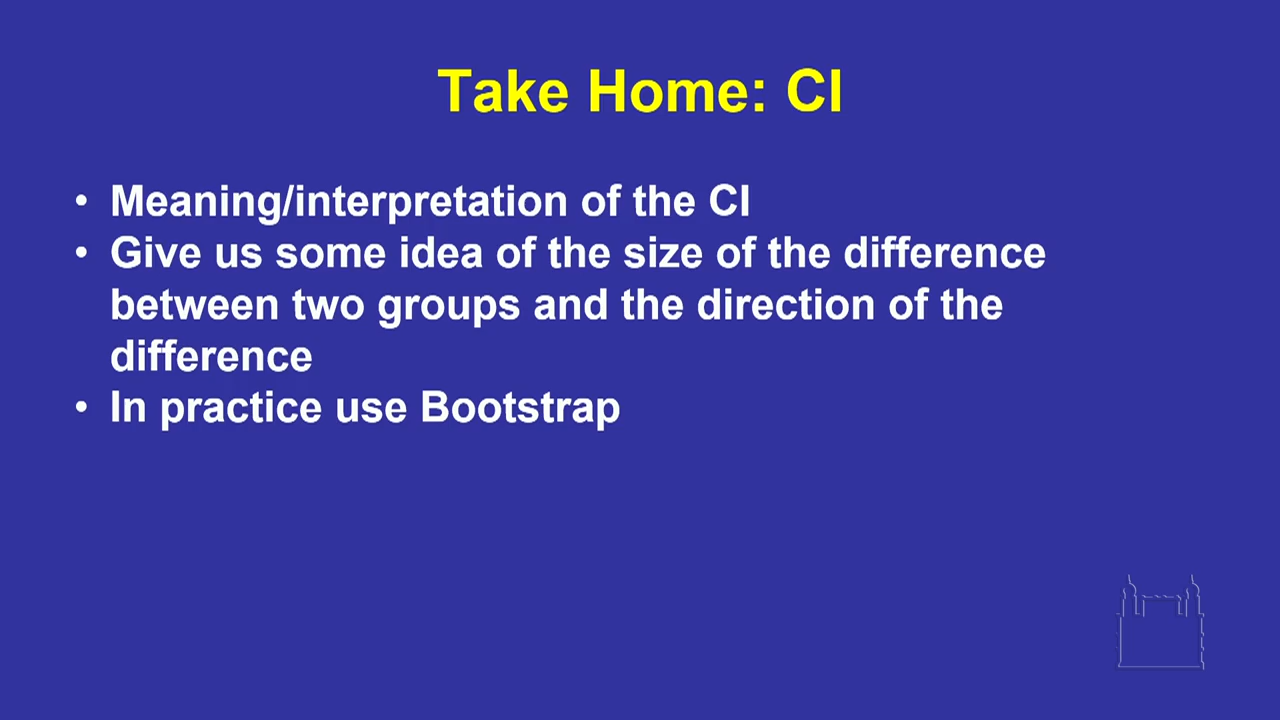 Take Home: CI
• Meaning/interpretation of the CI
• Give us some idea of the size of the difference
between two groups and the direction of the
difference
• In practice use Bootstrap